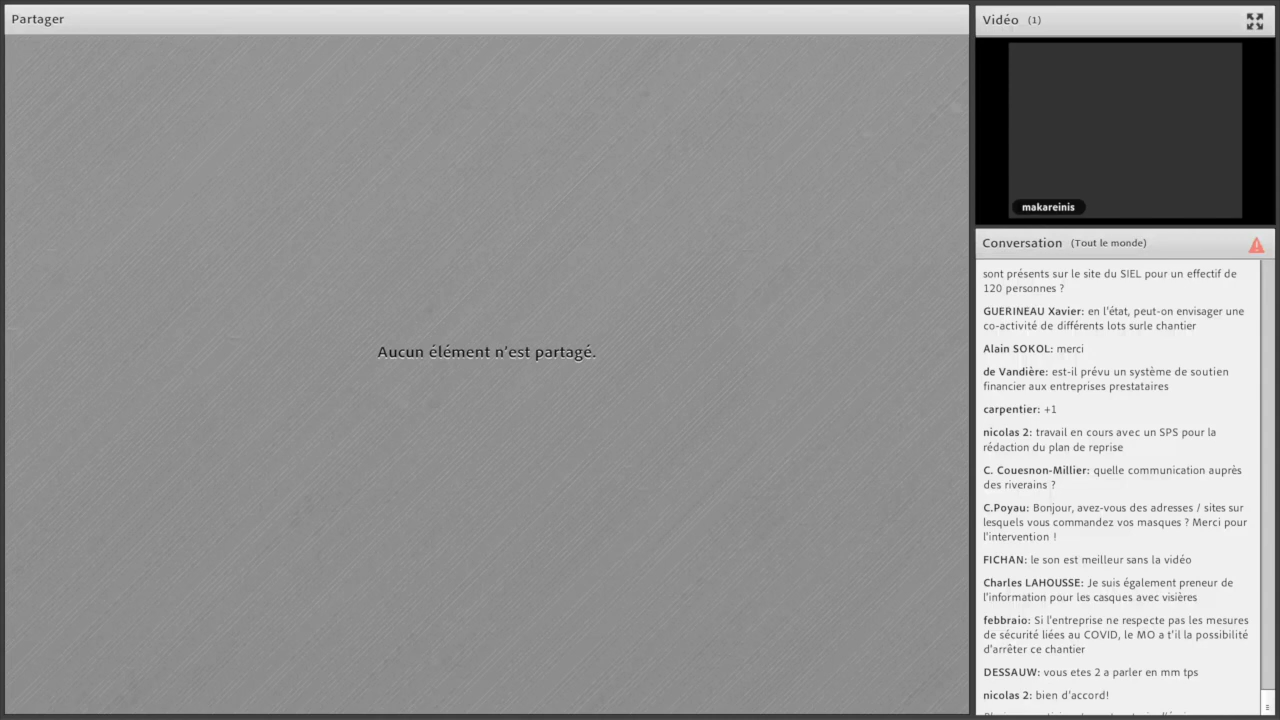 Partager
Aucun élément n'est partagé.
Vidéo (1)
makareinis
Conversation (Tout le monde)
sont présents sur le site du SIEL pour un effectif de
120 personnes ?
GUERINEAU Xavier: en l'état, peut-on envisager une
co-activité de différents lots surle chantier
Alain SOKOL: merci
de Vandière: est-il prévu un système de soutien
financier aux entreprises prestataires
carpentier: +1
nicolas 2: travail en cours avec un SPS pour la
rédaction du plan de reprise
C. Couesnon-Millier: quelle communication auprès
des riverains ?
C.Poyau: Bonjour, avez-vous des adresses / sites sur
lesquels vous commandez vos masques ? Merci pour
l'intervention !
FICHAN: le son est meilleur sans la vidéo
Charles LAHOUSSE: Je suis également preneur de
l'information pour les casques avec visières
febbraio: Si l'entreprise ne respecte pas les mesures
de sécurité liées au COVID, le MO a t'il la possibilité
d'arrêter ce chantier
DESSAUW: vous etes 2 a parler en mm tps
nicolas 2: bien d'accord!